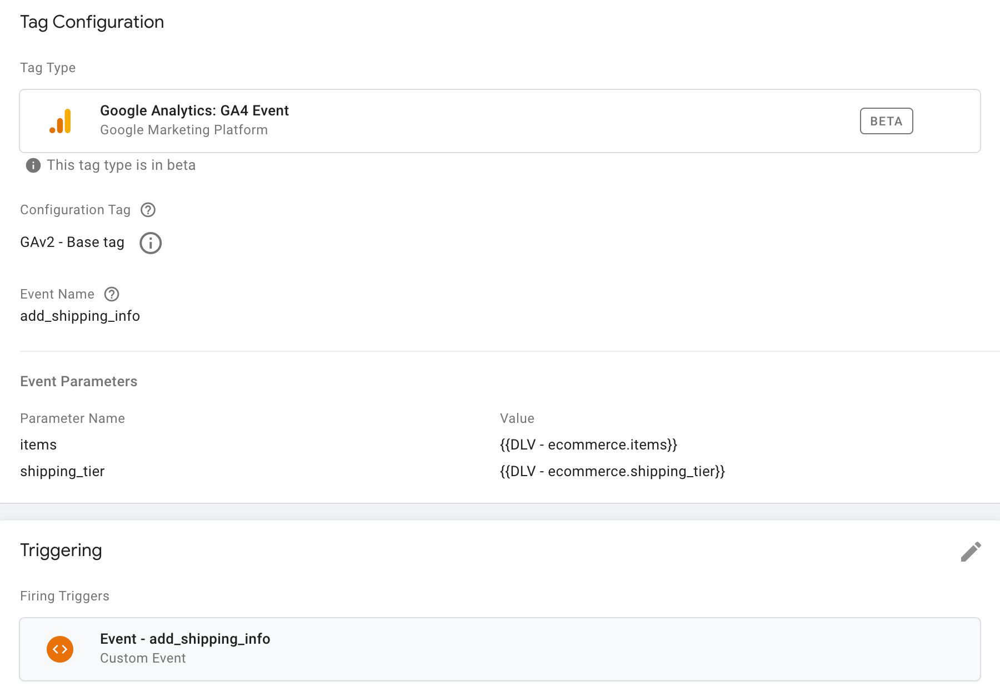 Tag Configuration
Tag Type
Google Analytics: GA4 Event
Google Marketing Platform
BETA
This tag type is in beta
Configuration Tag
GAv2 - Base tag
Event Name
add_shipping_info
Event Parameters
Parameter Name Value
items {{DLV - ecommerce.items}}
shipping_tier {{DLV - ecommerce.shipping_tier}}
Triggering
Firing Triggers
Event - add_shipping_info
Custom Event